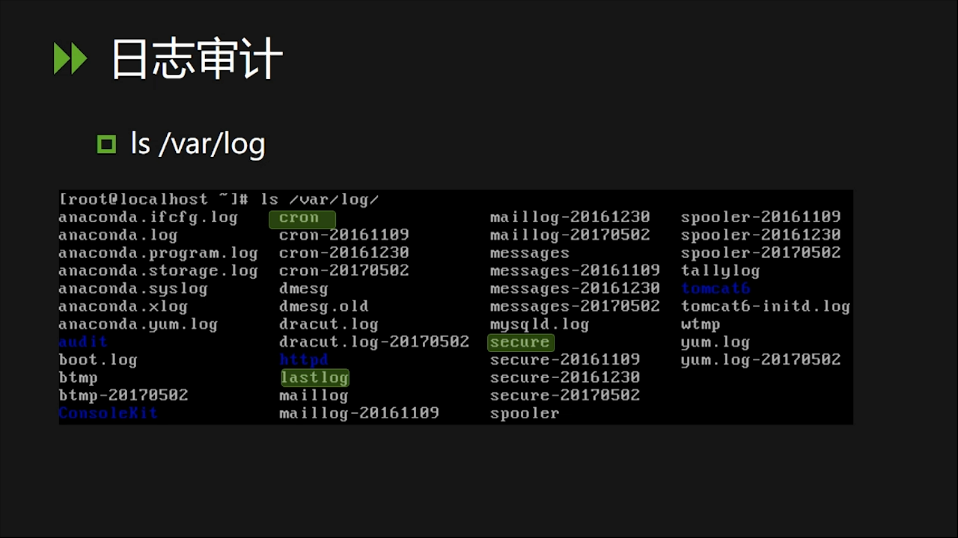 日志审计
ls /var/log
[root@localhost ~]# ls /var/log/
anaconda.ifcfg.log cron maillog-20161230 spooler-20161109
anaconda.log cron-20161109 maillog-20170502 spooler-20161230
anaconda.program.log cron-20161230 messages spooler-20170502
anaconda.storage.log cron-20170502 messages-20161109 tallylog
anaconda.syslog dmesg messages-20161230 tomcat6
anaconda.xlog dmesg.old messages-20170502 tomcat6-initd.log
anaconda.yum.log dracut.log mysqld.log wtmp
audit dracut.log-20170502 secure yum.log
boot.log httpd secure-20161109 yum.log-20170502
btmp lastlog secure-20161230
btmp-20170502 maillog secure-20170502
ConsoleKit maillog-20161109 spooler